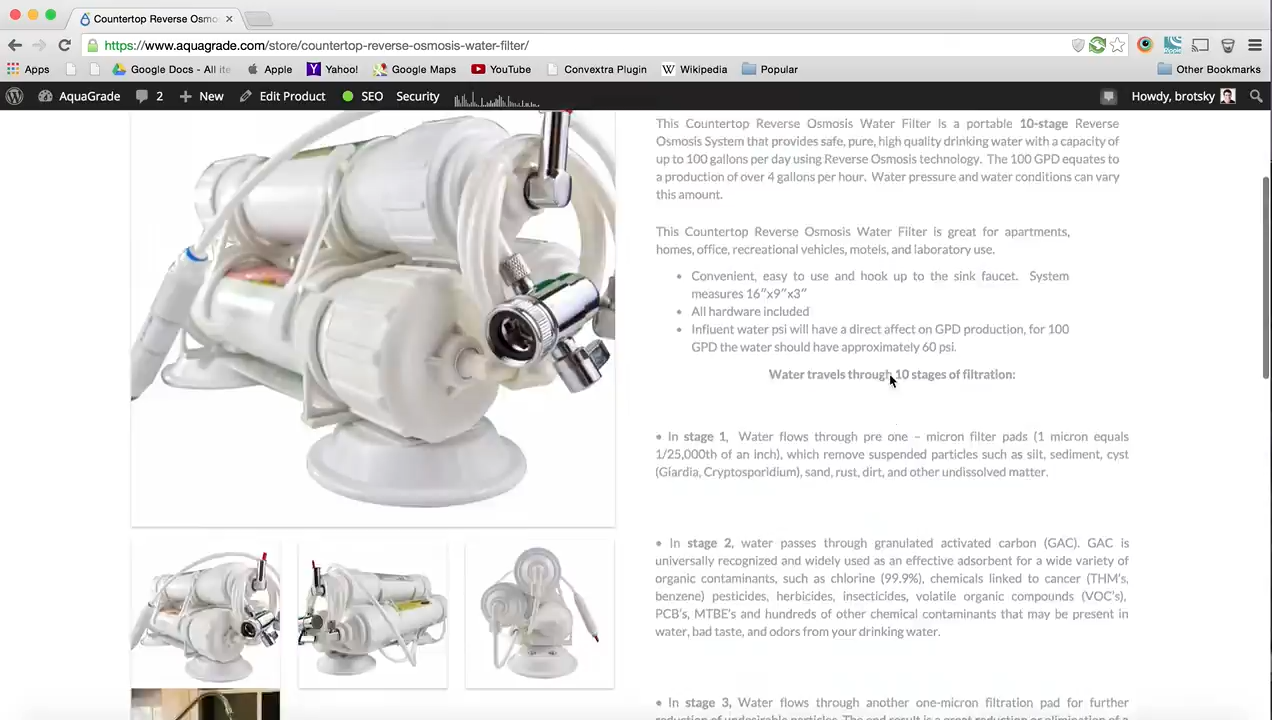 Countertop Reverse Osmo
https://www.aquagrade.com/store/countertop-reverse-osmosis-water-filter/
Apps Google Docs - All ite Apple Yahoo! Google Maps YouTube Convextra Plugin Wikipedia Popular Other Bookmarks
AquaGrade 2 New Edit Product SEO Security Howdy, brotsky
This Countertop Reverse Osmosis Water Filter is a portable 10-stage Reverse
Osmosis System that provides safe, pure, high quality drinking water with a capacity of
up to 100 gallons per day using Reverse Osmosis technology. The 100 GPD equates to
a production of over 4 gallons per hour. Water pressure and water conditions can vary
this amount.
This Countertop Reverse Osmosis Water Filter is great for apartments,
homes, office, recreational vehicles, motels, and laboratory use.
• Convenient, easy to use and hook up to the sink faucet. System
measures 16”x9”x3”
• All hardware included
• Influent water psi will have a direct affect on GPD production, for 100
GPD the water should have approximately 60 psi.
Water travels through 10 stages of filtration:
• In stage 1, Water flows through pre one – micron filter pads (1 micron equals
1/25,000th of an inch), which remove suspended particles such as silt, sediment, cyst
(Giardia, Cryptosporidium), sand, rust, dirt, and other undissolved matter.
• In stage 2, water passes through granulated activated carbon (GAC). GAC is
universally recognized and widely used as an effective adsorbent for a wide variety of
organic contaminants, such as chlorine (99.9%), chemicals linked to cancer (THM’s,
benzene) pesticides, herbicides, insecticides, volatile organic compounds (VOC’s),
PCB’s, MTBE’s and hundreds of other chemical contaminants that may be present in
water, bad taste, and odors from your drinking water.
• In stage 3, Water flows through another one-micron filtration pad for further
reduction of undesirable particles. The end result is a great reduction or elimination of a